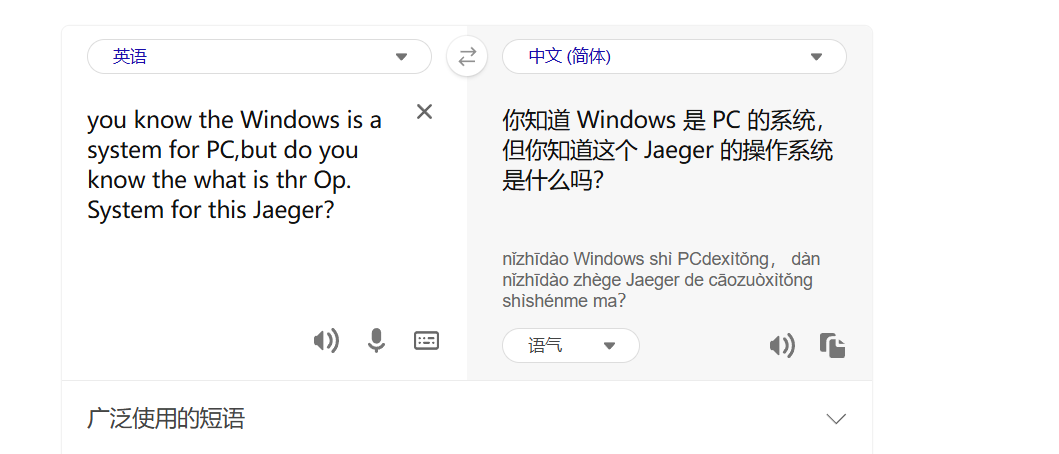 英语
中文 (简体)
you know the Windows is a
system for PC,but do you
know the what is thr Op.
System for this Jaeger?
你知道 Windows 是 PC 的系统，
但你知道这个 Jaeger 的操作系统
是什么吗？
nǐzhīdào Windows shì PCdexìtǒng， dàn
nǐzhīdào zhège Jaeger de cāozuòxìtǒng
shìshénme ma？
语气
广泛使用的短语